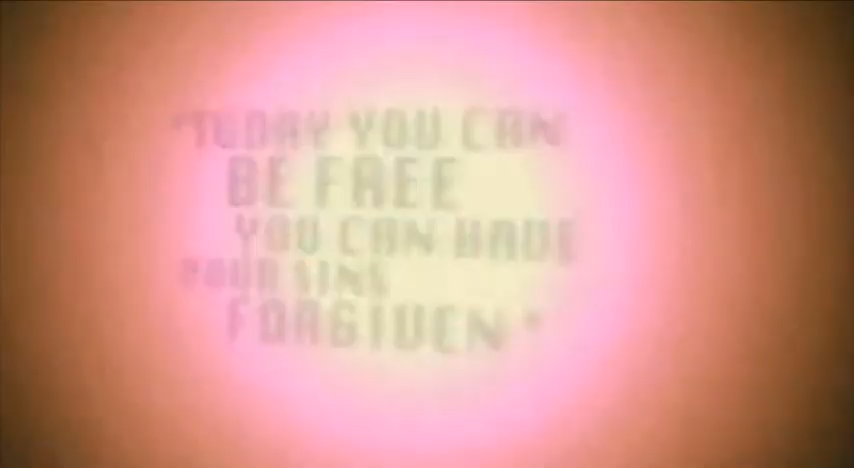 "TODAY YOU CAN
BE FREE
YOU CAN HAVE
YOUR SINS
FORGIVEN"